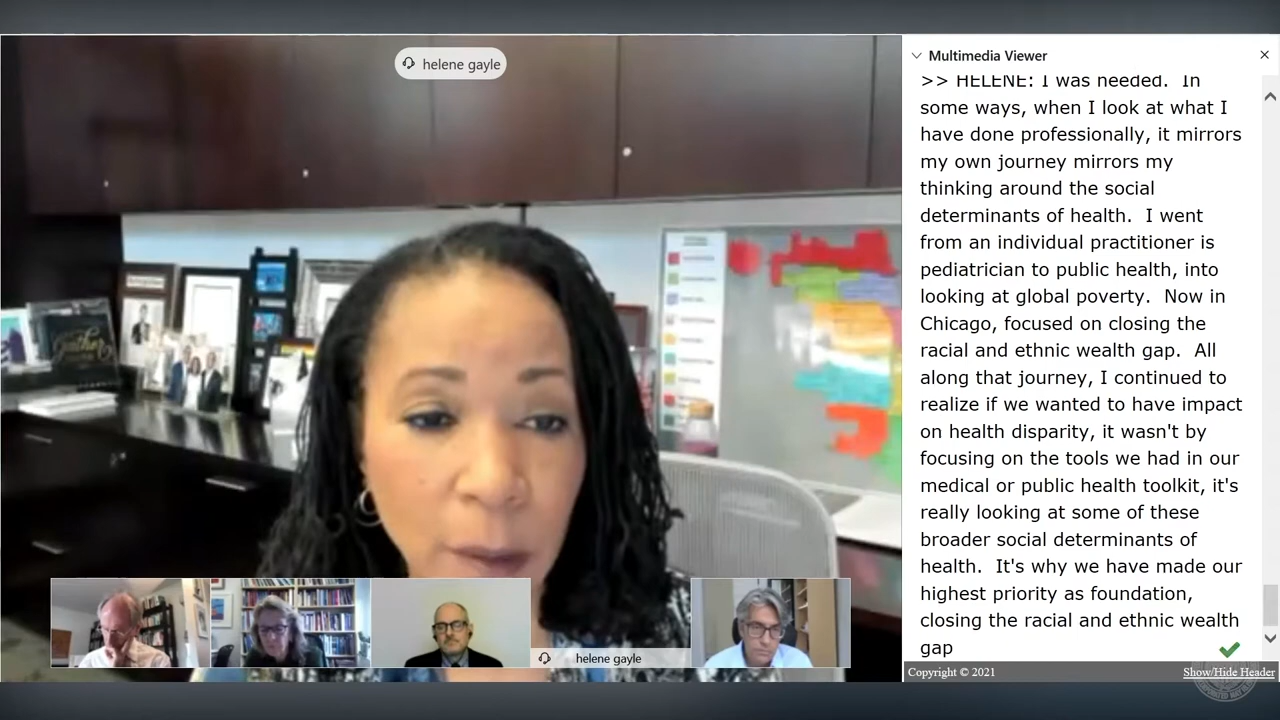 helene gayle
Multimedia Viewer
>> HELENE: I was needed.  In
some ways, when I look at what I
have done professionally, it mirrors
my own journey mirrors my
thinking around the social
determinants of health.  I went
from an individual practitioner is
pediatrician to public health, into
looking at global poverty.  Now in
Chicago, focused on closing the
racial and ethnic wealth gap.  All
along that journey, I continued to
realize if we wanted to have impact
on health disparity, it wasn't by
focusing on the tools we had in our
medical or public health toolkit, it's
really looking at some of these
broader social determinants of
health.  It's why we have made our
highest priority as foundation,
closing the racial and ethnic wealth
gap
Gather
helene gayle
Copyright © 2021
Show/Hide Header